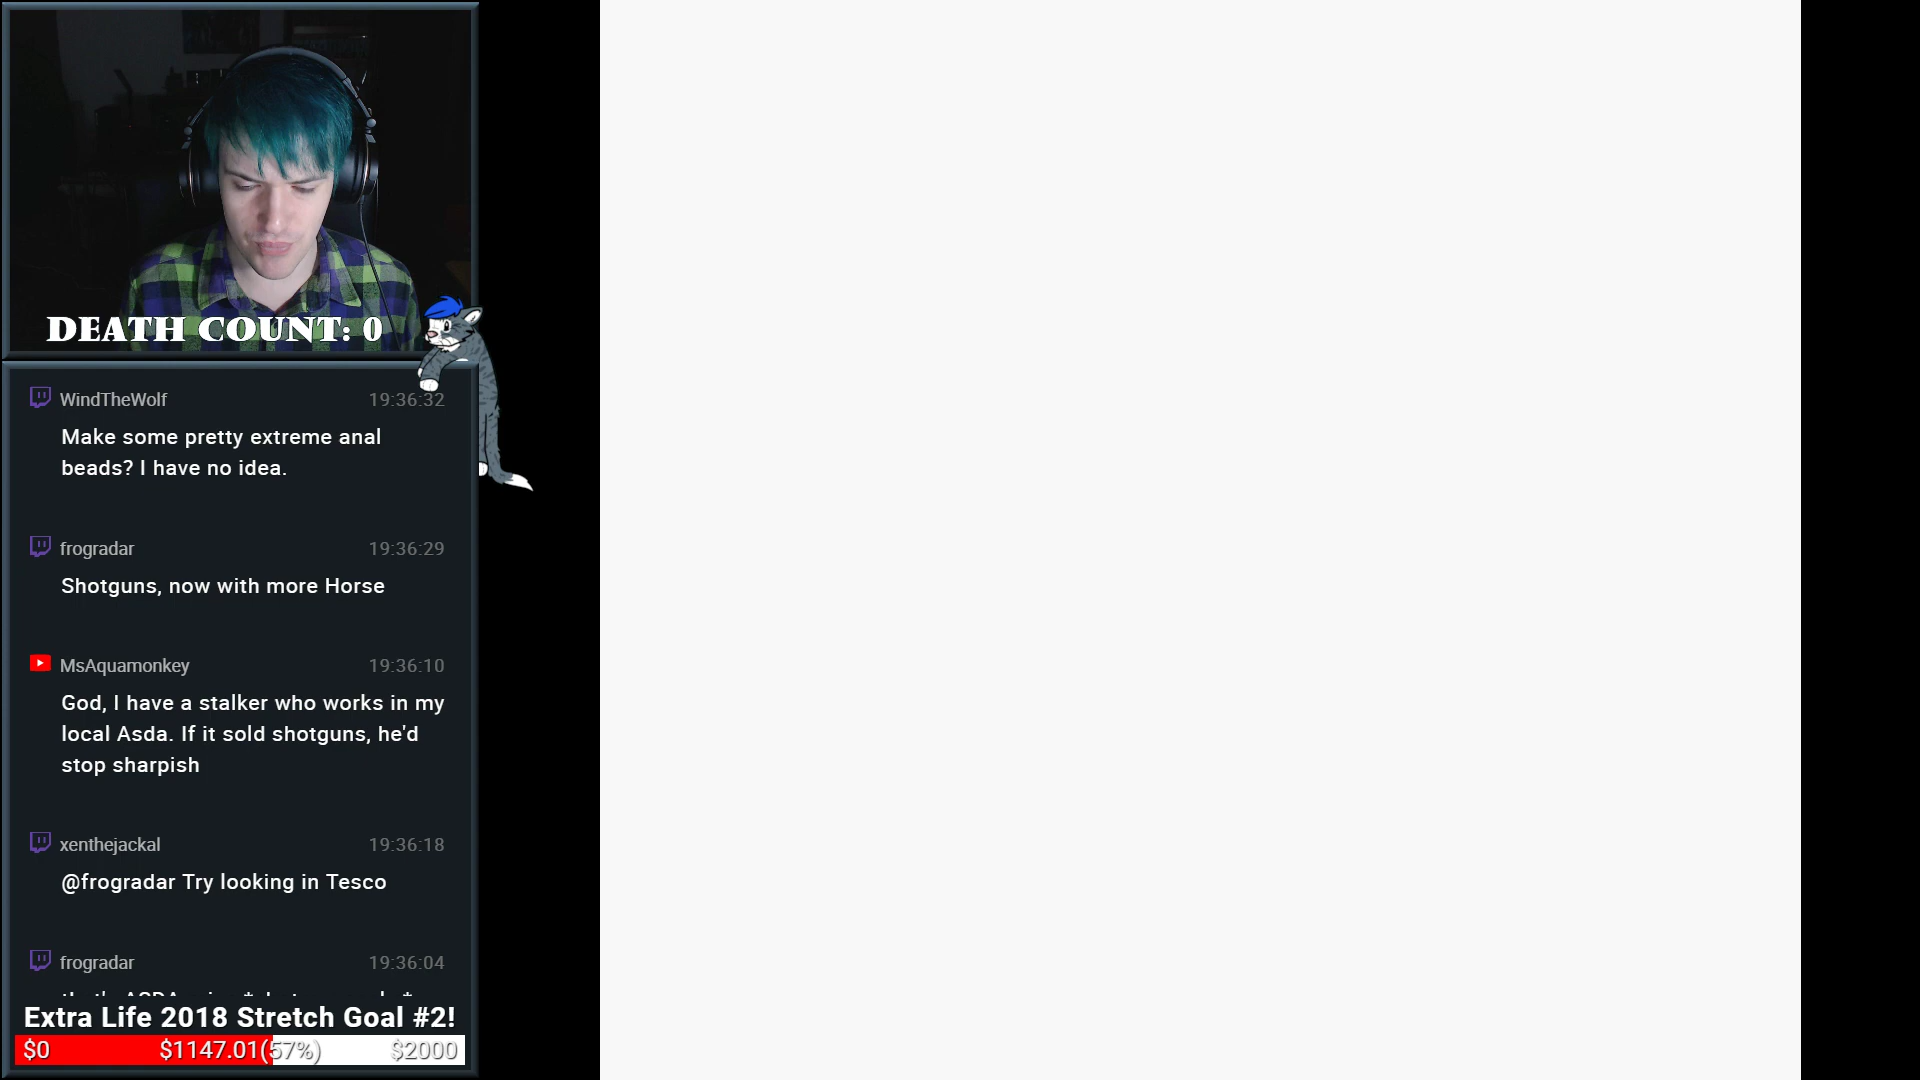 DEATH COUNT: 0
WindTheWolf 19:36:32
Make some pretty extreme anal
beads? I have no idea.
frogradar 19:36:29
Shotguns, now with more Horse
MsAquamonkey 19:36:10
God, I have a stalker who works in my
local Asda. If it sold shotguns, he'd
stop sharpish
xenthejackal 19:36:18
@frogradar Try looking in Tesco
frogradar 19:36:04
Extra Life 2018 Stretch Goal #2!
$0 $1147.01(57%) $2000